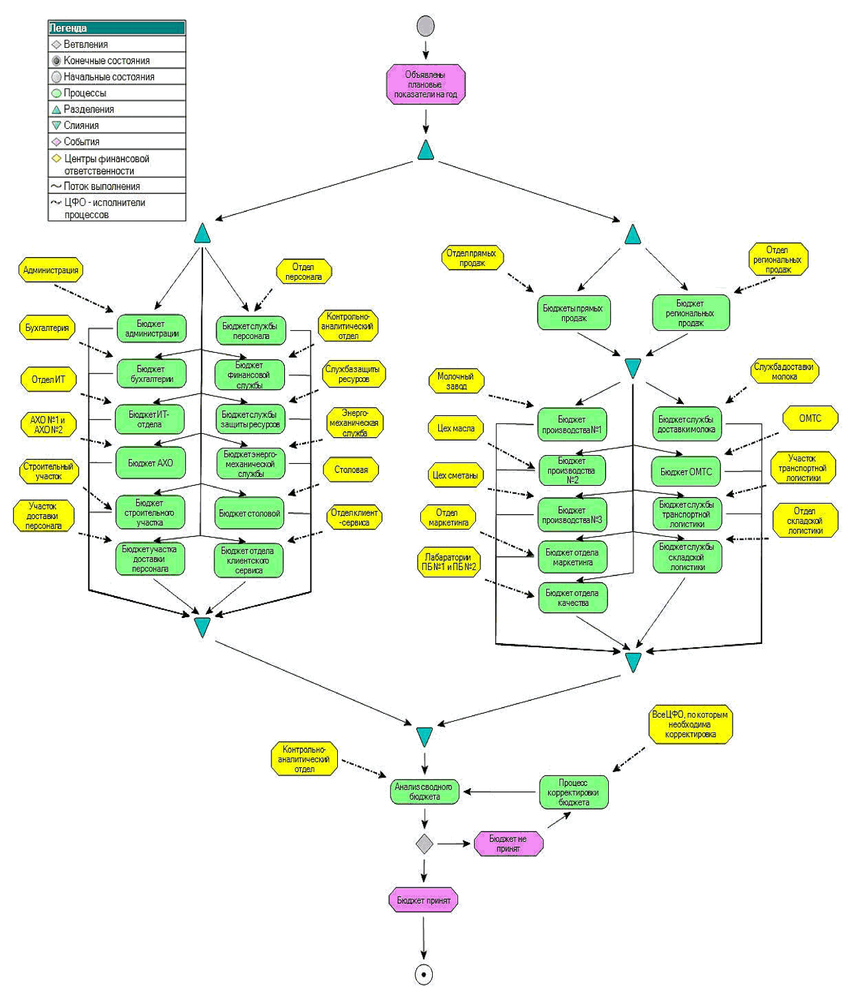 Легенда
Ветвления
Конечные состояния
Начальные состояния
Процессы
Разделения
Слияния
События
Центры финансовой
ответственности
Поток выполнения
ЦФО - исполнители
процессов
Объявлены
плановые
показатели на год
Администрация
Отдел
персонала
Бюджет
администрации
Бюджет службы
персонала
Бухгалтерия
Контрольно-
аналитический
отдел
Бюджет
бухгалтерии
Бюджет
финансовой
службы
Отдел ИТ
Служба защиты
ресурсов
Бюджет ИТ-
отдела
Бюджет службы
защиты ресурсов
АХО №1 и
АХО №2
Энерго-
механическая
служба
Бюджет АХО
Бюджет энерго-
механической
службы
Строительный
участок
Столовая
Бюджет
строительного
участка
Бюджет столовой
Участок
доставки
персонала
Отдел клиент
-сервиса
Бюджет участка
доставки
персонала
Бюджет отдела
клиентского
сервиса
Отдел прямых
продаж
Отдел
региональных
продаж
Бюджеты прямых
продаж
Бюджет
региональных
продаж
Молочный
завод
Служба доставки
молока
Бюджет
производства №1
Бюджет службы
доставки молока
Цех масла
ОМТС
Бюджет
производства
№2
Бюджет ОМТС
Цех сметаны
Участок
транспортной
логистики
Бюджет
производства №3
Бюджет службы
транспортной
логистики
Отдел
маркетинга
Отдел
складской
логистики
Бюджет отдела
маркетинга
Бюджет службы
складской
логистики
Лабаратории
ПБ №1 и ПБ №2
Бюджет отдела
качества
Все ЦФО, по которым
необходима
корректировка
Контрольно-
аналитический
отдел
Анализ сводного
бюджета
Процесс
корректировки
бюджета
Бюджет не
принят
Бюджет принят